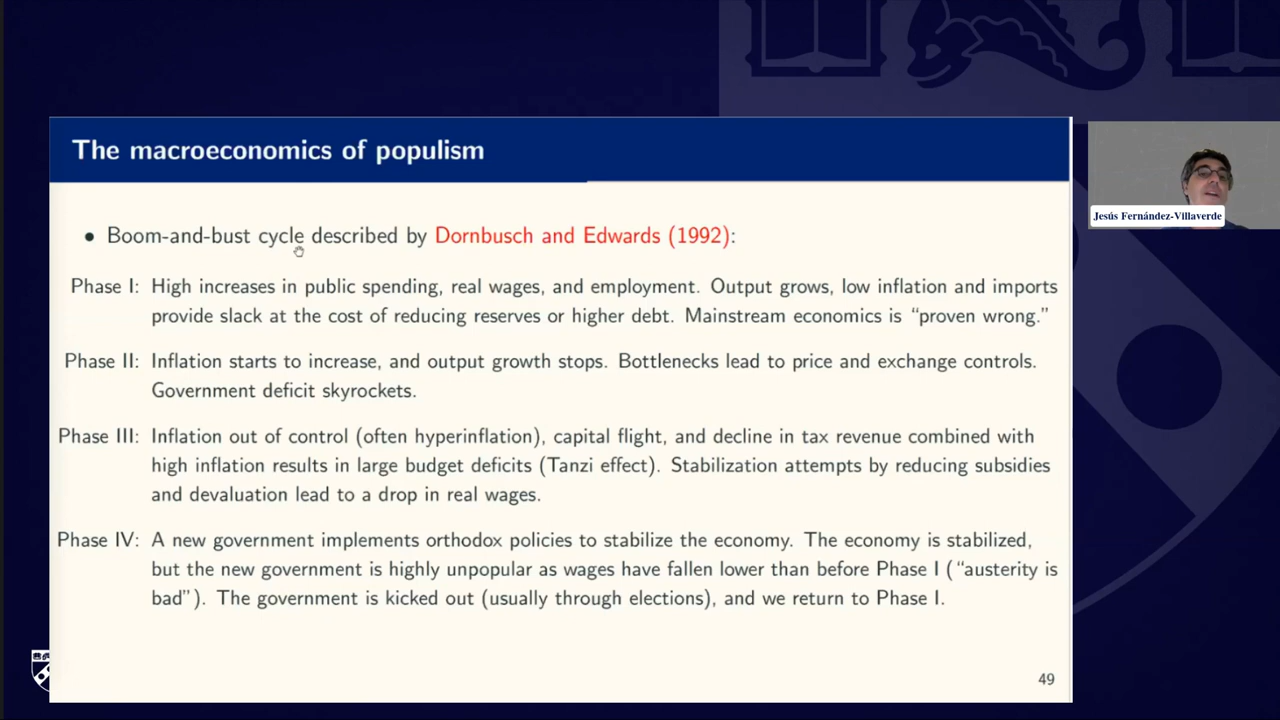 The macroeconomics of populism
• Boom-and-bust cycle described by Dornbusch and Edwards (1992):
Phase I: High increases in public spending, real wages, and employment. Output grows, low inflation and imports
provide slack at the cost of reducing reserves or higher debt. Mainstream economics is “proven wrong.”
Phase II: Inflation starts to increase, and output growth stops. Bottlenecks lead to price and exchange controls.
Government deficit skyrockets.
Phase III: Inflation out of control (often hyperinflation), capital flight, and decline in tax revenue combined with
high inflation results in large budget deficits (Tanzi effect). Stabilization attempts by reducing subsidies
and devaluation lead to a drop in real wages.
Phase IV: A new government implements orthodox policies to stabilize the economy. The economy is stabilized,
but the new government is highly unpopular as wages have fallen lower than before Phase I (“austerity is
bad”). The government is kicked out (usually through elections), and we return to Phase I.
49
Jesús Fernández-Villaverde